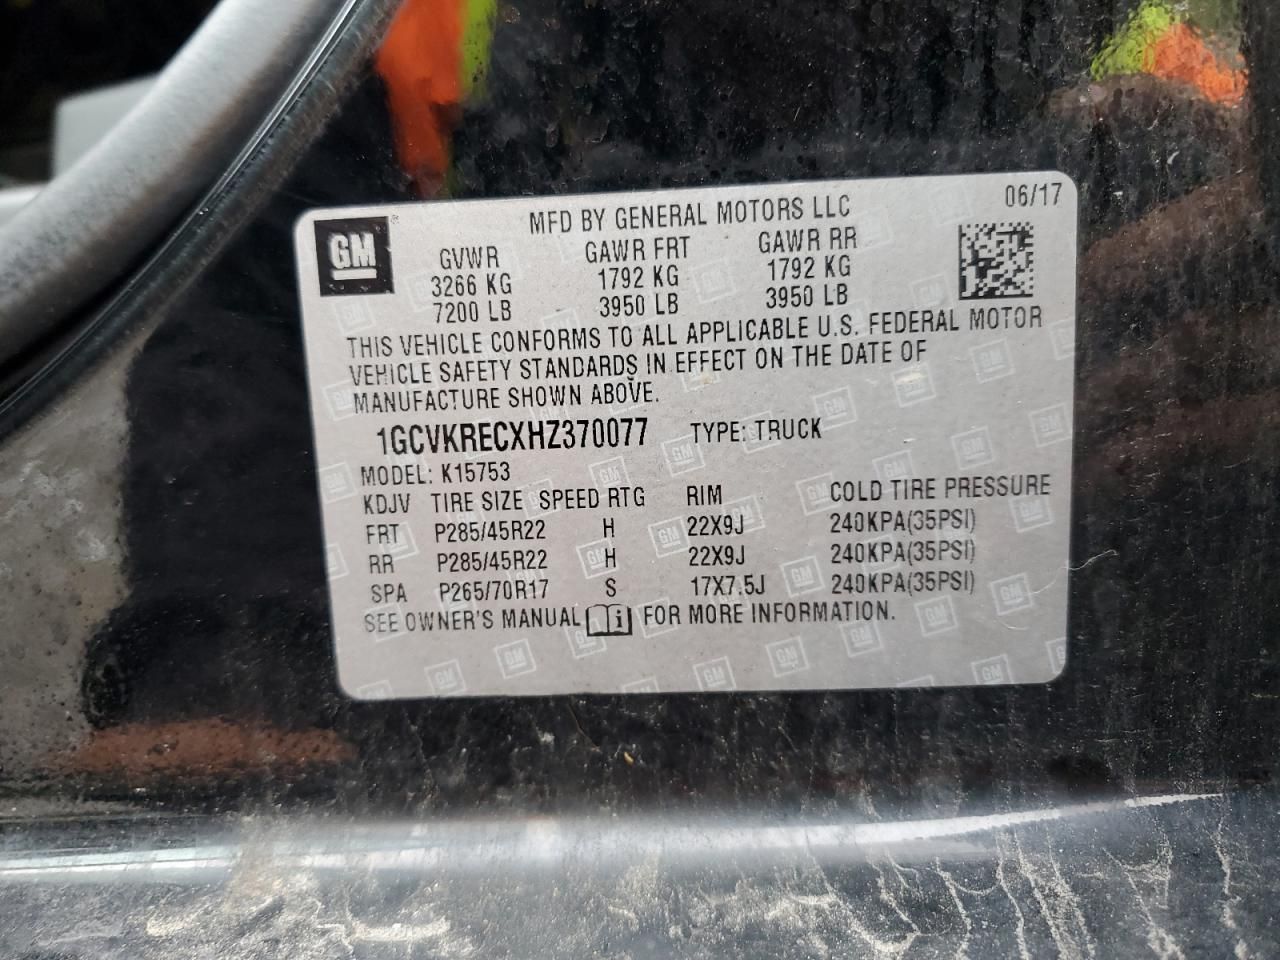 06/17
GM
MFD BY GENERAL MOTORS LLC
GVWR GAWR FRT GAWR RR
3266 KG 1792 KG 1792 KG
7200 LB 3950 LB 3950 LB
THIS VEHICLE CONFORMS TO ALL APPLICABLE U.S. FEDERAL MOTOR
VEHICLE SAFETY STANDARDS IN EFFECT ON THE DATE OF
MANUFACTURE SHOWN ABOVE.
1GCVKRECXHZ370077 TYPE: TRUCK
MODEL: K15753
KDJV TIRE SIZE SPEED RTG RIM COLD TIRE PRESSURE
FRT P285/45R22 H 22X9J 240KPA(35PSI)
RR P285/45R22 H 22X9J 240KPA(35PSI)
SPA P265/70R17 S 17X7.5J 240KPA(35PSI)
SEE OWNER'S MANUAL i FOR MORE INFORMATION.